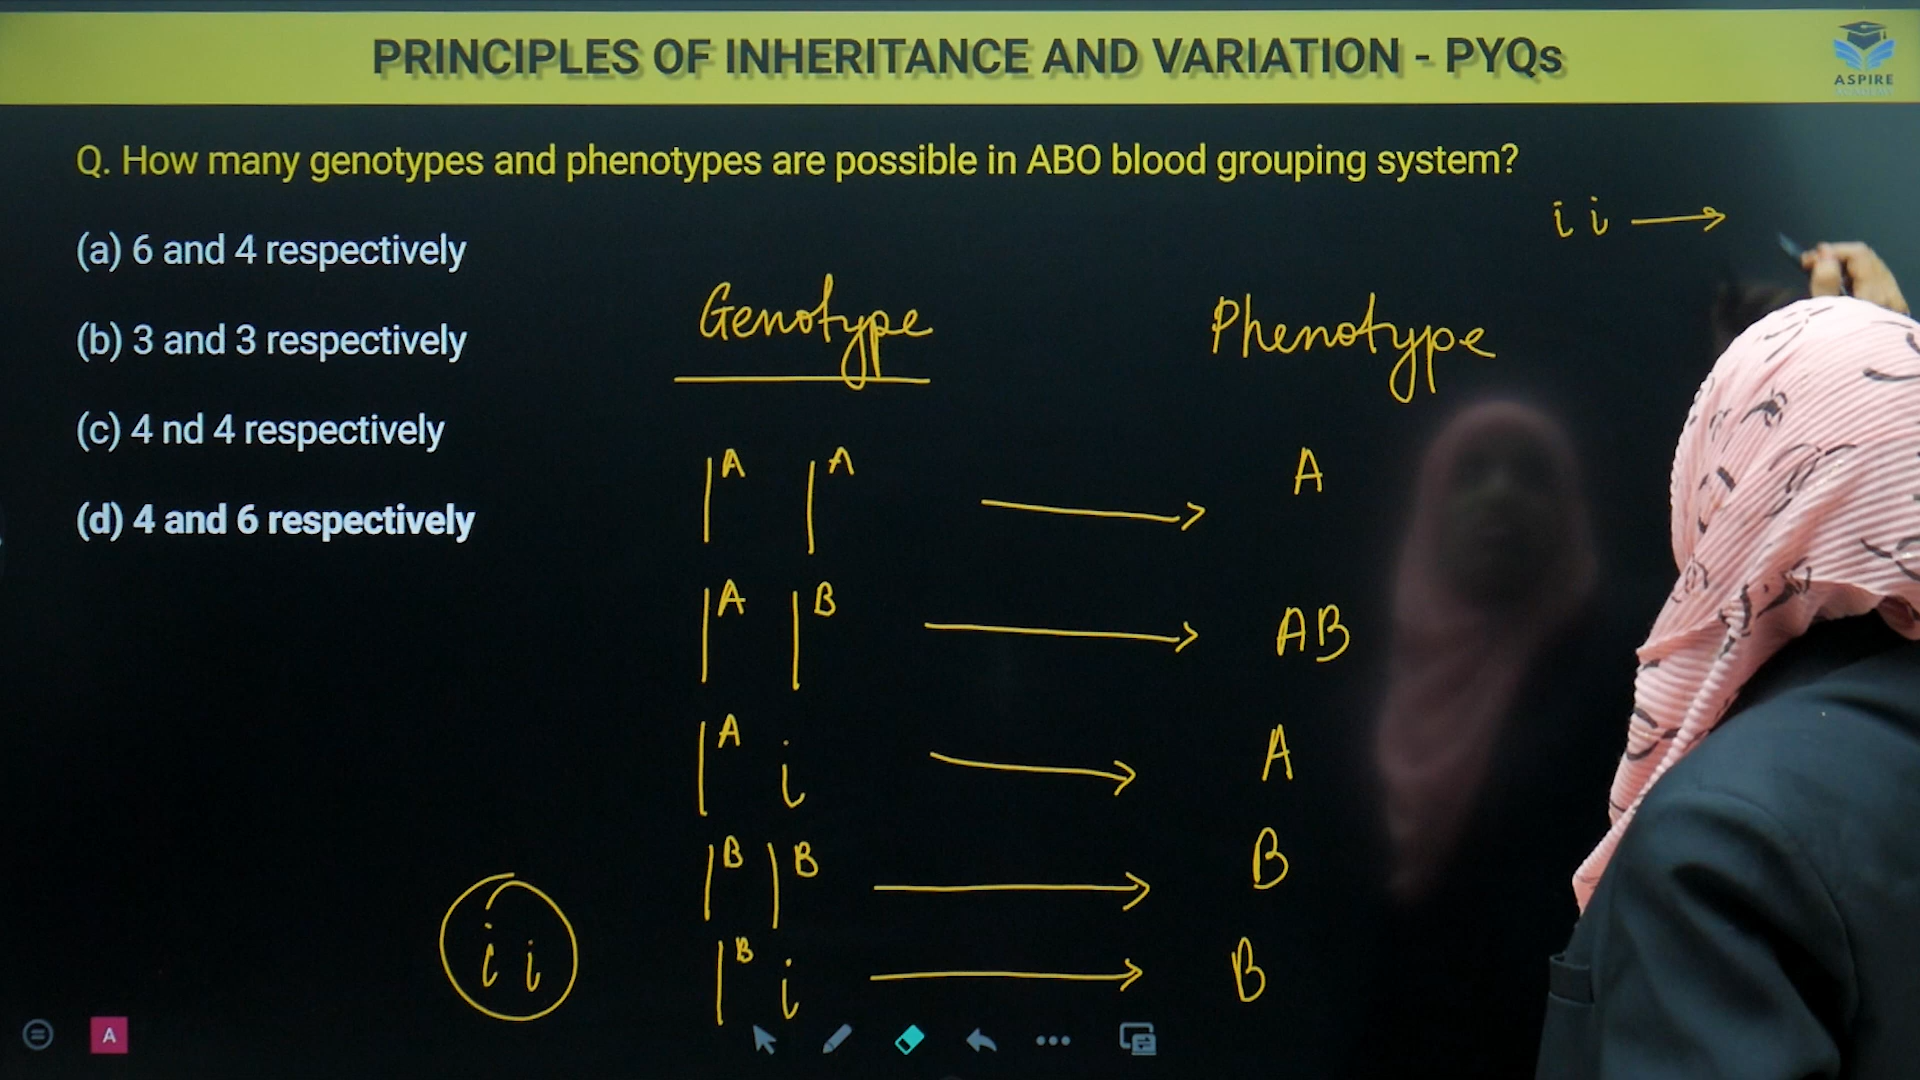 PRINCIPLES OF INHERITANCE AND VARIATION - PYQs
ASPIRE
ACADEMY
Q. How many genotypes and phenotypes are possible in ABO blood grouping system?
i i →
(a) 6 and 4 respectively
(b) 3 and 3 respectively
(c) 4 nd 4 respectively
(d) 4 and 6 respectively
Genotype Phenotype
I^A I^A → A
I^A I^B → AB
I^A i → A
I^B I^B → B
i i
I^B i → B
A